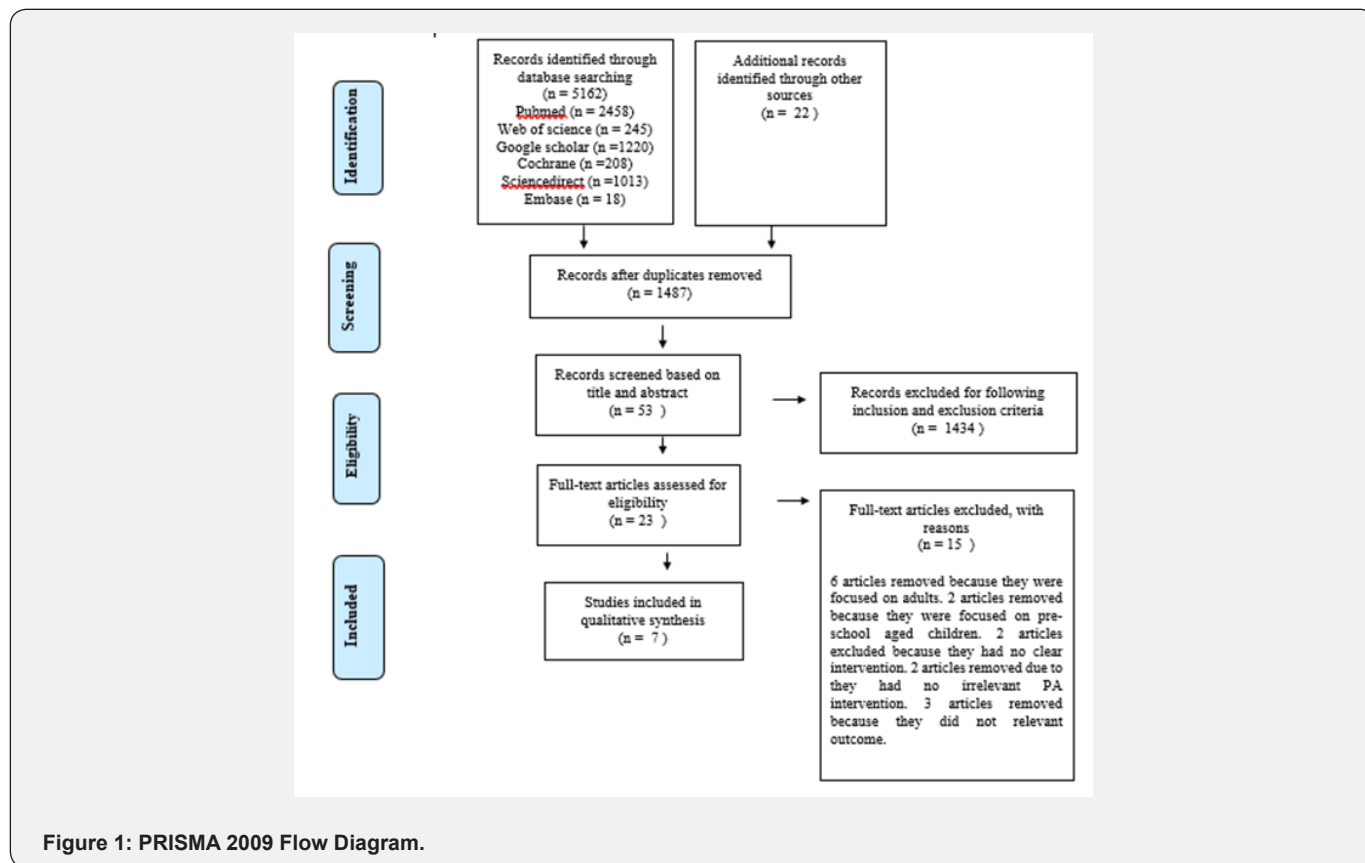 Identification
Records identified through
database searching
(n = 5162)
Pubmed (n = 2458)
Web of science (n = 245)
Google scholar (n =1220)
Cochrane (n =208)
Sciencedirect (n =1013)
Embase (n = 18)
Additional records
identified through other
sources
(n = 22 )
Screening
Records after duplicates removed
(n = 1487)
Records screened based on
title and abstract
(n = 53 )
Records excluded for following
inclusion and exclusion criteria
(n = 1434 )
Eligibility
Full-text articles assessed for
eligibility
(n = 23 )
Full-text articles excluded, with
reasons
(n = 15 )
6 articles removed because they were
focused on adults. 2 articles removed
because they were focused on pre-
school aged children. 2 articles
excluded because they had no clear
intervention. 2 articles removed due to
they had no irrelevant PA
intervention. 3 articles removed
because they did not relevant
outcome.
Included
Studies included in
qualitative synthesis
(n = 7 )
Figure 1: PRISMA 2009 Flow Diagram.